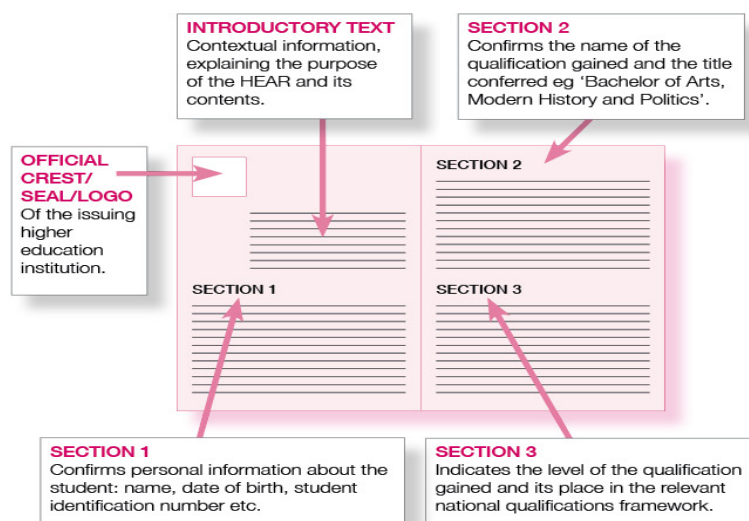 INTRODUCTORY TEXT
Contextual information,
explaining the purpose
of the HEAR and its
contents.
SECTION 2
Confirms the name of the
qualification gained and the title
conferred eg ‘Bachelor of Arts,
Modern History and Politics’.
OFFICIAL
CREST/
SEAL/LOGO
Of the issuing
higher
education
institution.
SECTION 2
SECTION 1
SECTION 3
SECTION 1
Confirms personal information about the
student: name, date of birth, student
identification number etc.
SECTION 3
Indicates the level of the qualification
gained and its place in the relevant
national qualifications framework.